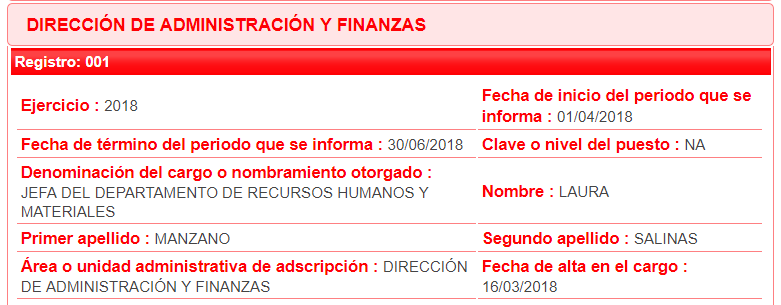 DIRECCIÓN DE ADMINISTRACIÓN Y FINANZAS
Registro: 001
Ejercicio : 2018
Fecha de inicio del periodo que se
informa : 01/04/2018
Fecha de término del periodo que se informa : 30/06/2018
Clave o nivel del puesto : NA
Denominación del cargo o nombramiento otorgado :
JEFA DEL DEPARTAMENTO DE RECURSOS HUMANOS Y
MATERIALES
Nombre : LAURA
Primer apellido : MANZANO
Segundo apellido : SALINAS
Área o unidad administrativa de adscripción : DIRECCIÓN
DE ADMINISTRACIÓN Y FINANZAS
Fecha de alta en el cargo :
16/03/2018